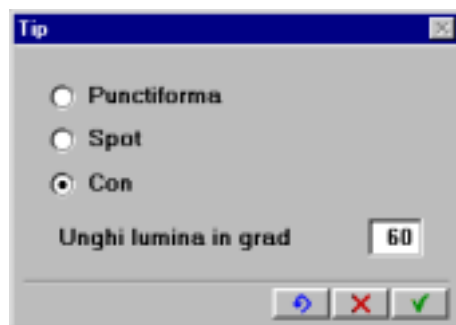 Tip
Punctiforma
Spot
Con
Unghi lumina in grad 60